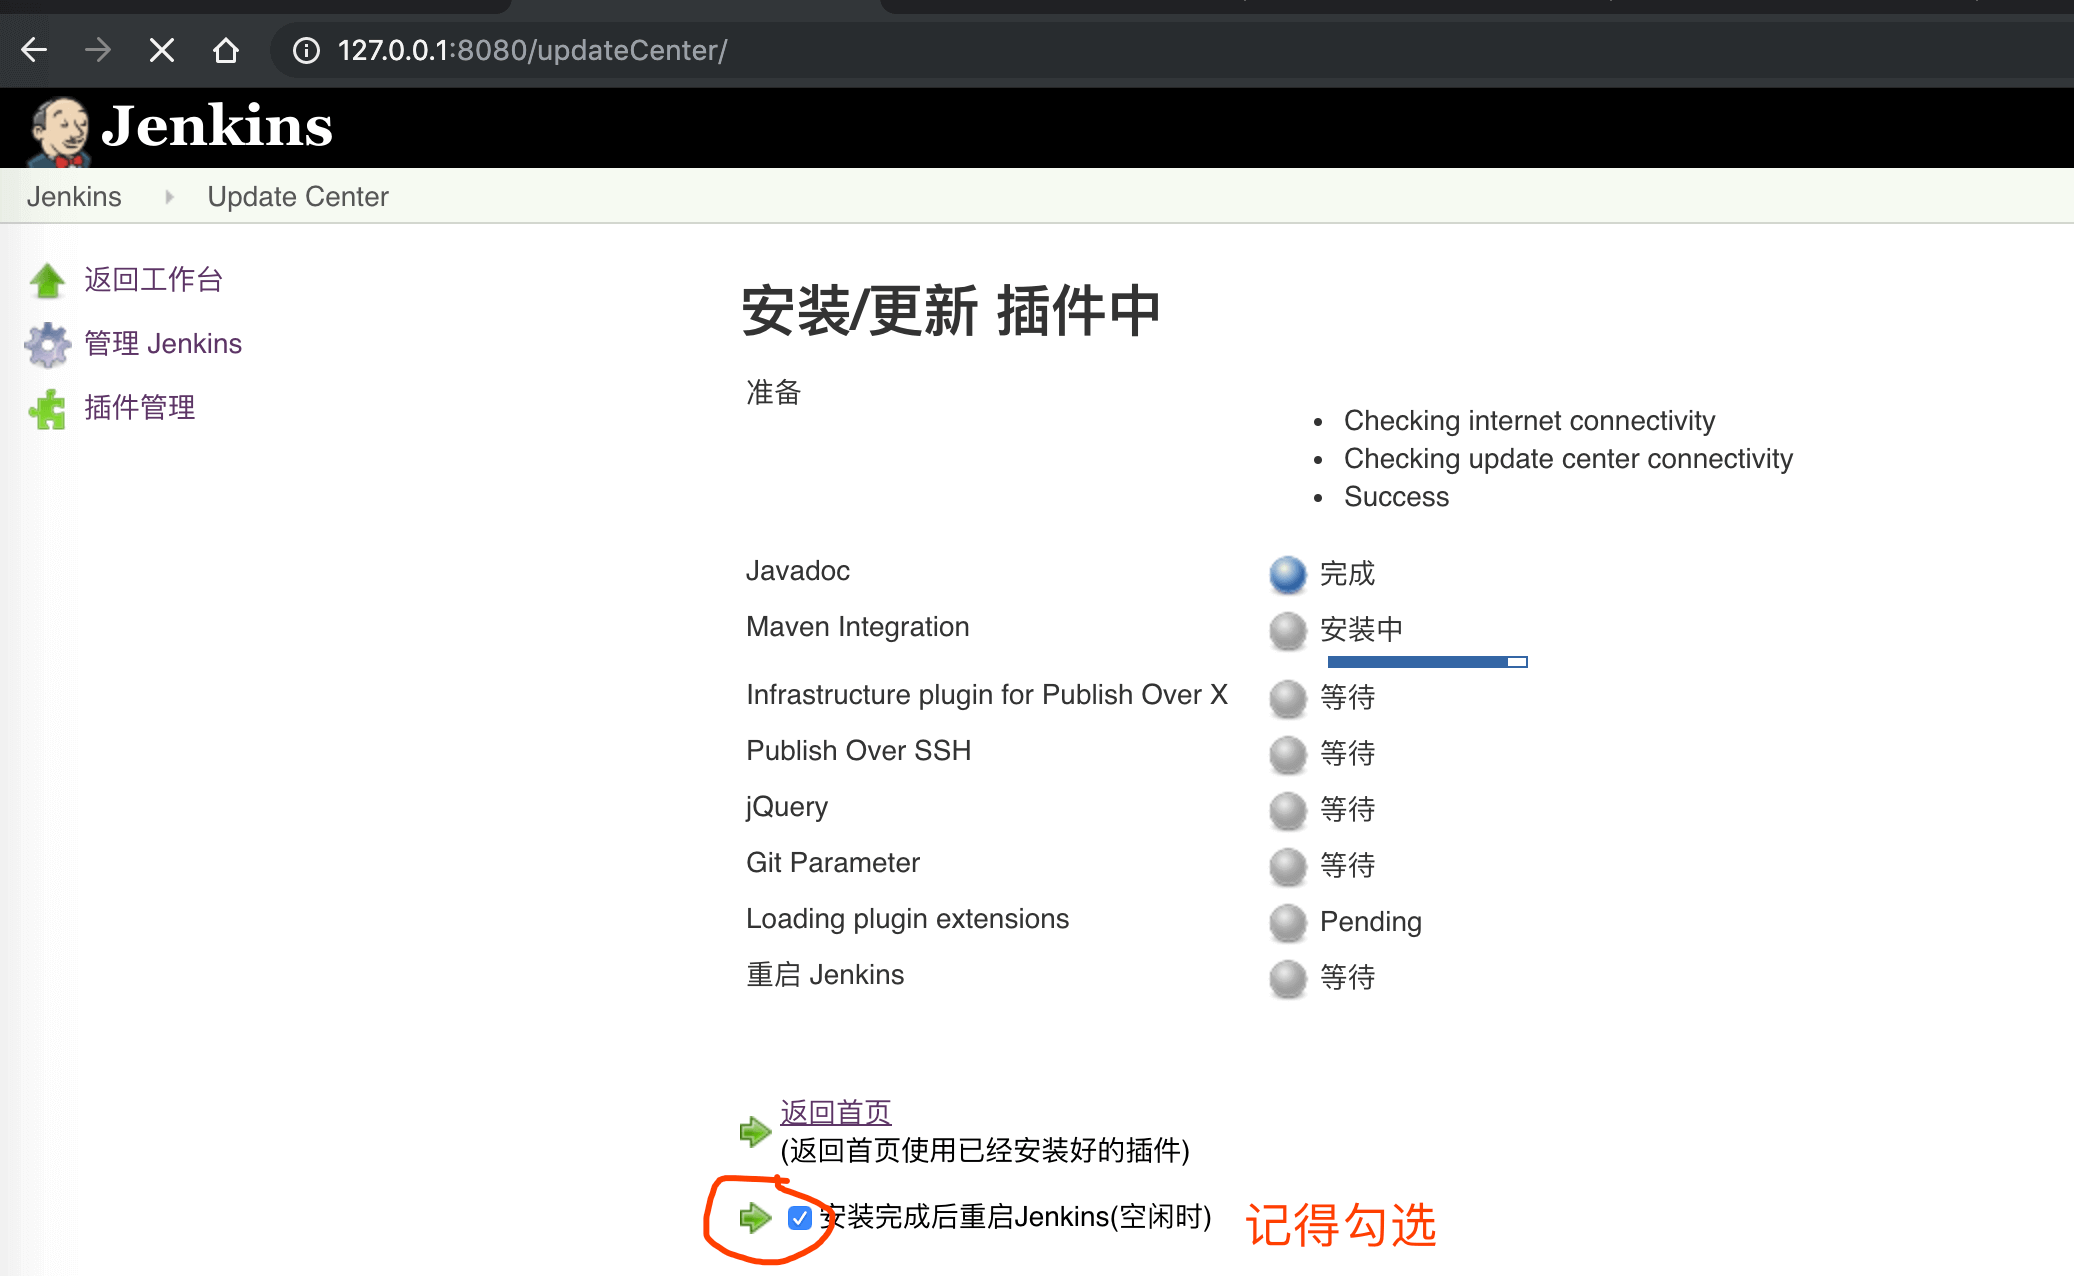 127.0.0.1:8080/updateCenter/
Jenkins
Jenkins Update Center
返回工作台
管理 Jenkins
插件管理
安装/更新 插件中
准备
Checking internet connectivity
Checking update center connectivity
Success
Javadoc 完成
Maven Integration 安装中
Infrastructure plugin for Publish Over X 等待
Publish Over SSH 等待
jQuery 等待
Git Parameter 等待
Loading plugin extensions Pending
重启 Jenkins 等待
返回首页
(返回首页使用已经安装好的插件)
安装完成后重启Jenkins(空闲时) 记得勾选